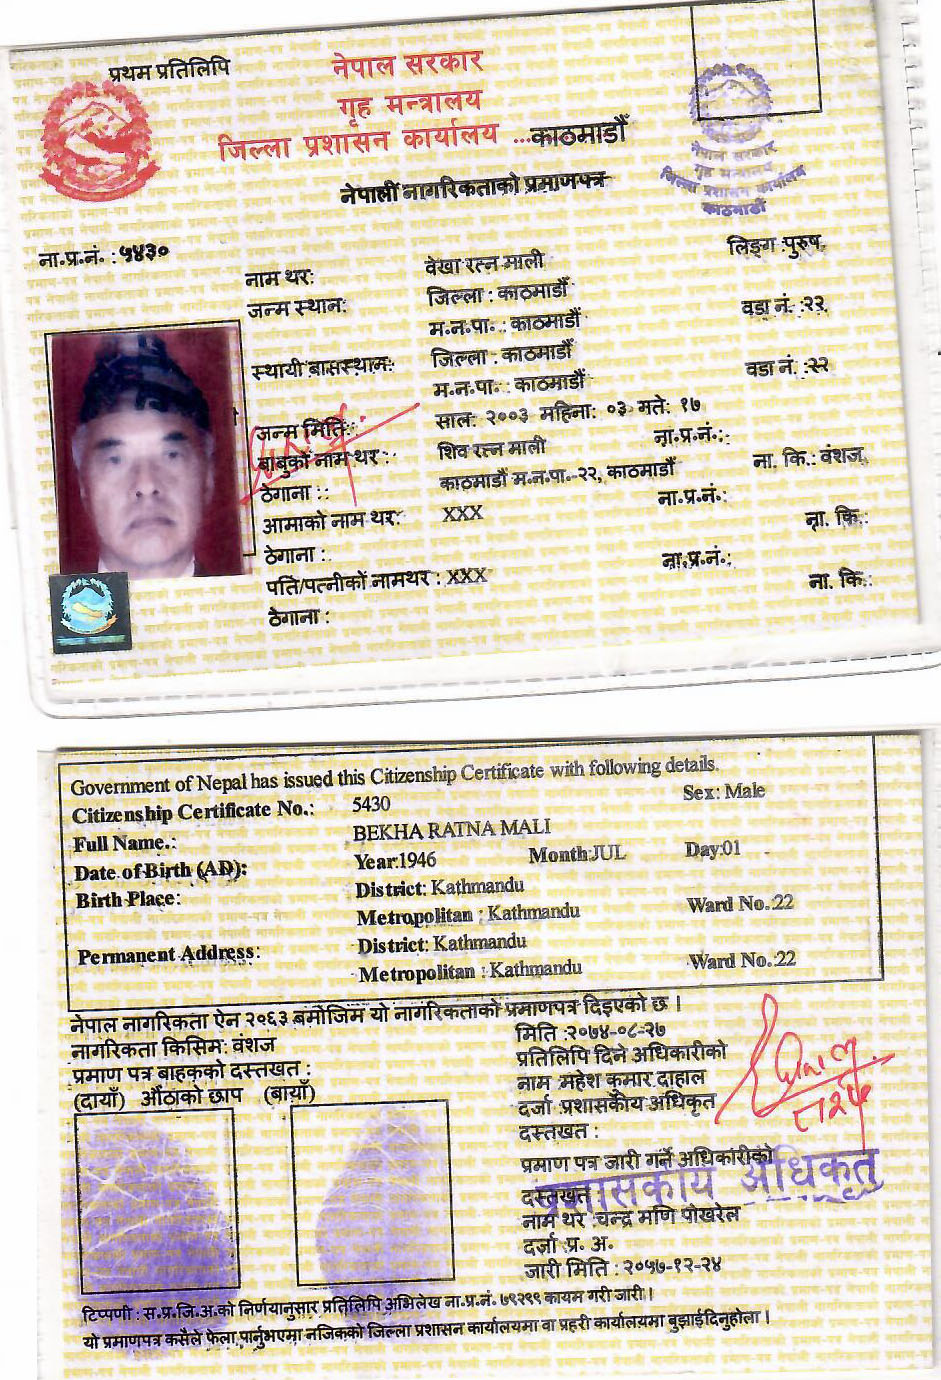 प्रथम प्रतिलिपि
नेपाल सरकार
गृह मन्त्रालय
जिल्ला प्रशासन कार्यालय ...काठमाडौं
नेपाली नागरिकताको प्रमाणपत्र
नेपाल सरकार
गृह मन्त्रालय
जिल्ला प्रशासन कार्यालय
काठमाडौं
ना.प्र.नं. : ५४३० लिङ्ग :पुरुष
नाम थर: वेखा रत्न माली
जन्म स्थान: जिल्ला : काठमाडौं
म.न.पा. : काठमाडौं वडा नं. :२२
स्थायी बासस्थान: जिल्ला : काठमाडौं
म.न.पा. : काठमाडौं वडा नं. :२२
जन्म मिति: साल: २००३ महिना: ०३ गते: १७
बाबुको नाम थर : शिव रत्न माली ना.प्र.नं.:
ठेगाना : काठमाडौं म.न.पा.-२२, काठमाडौं ना. कि.: वंशज
आमाको नाम थर: XXX ना.प्र.नं.:
ठेगाना : ना. कि.:
पति/पत्नीको नामथर : XXX ना.प्र.नं.:
ठेगाना : ना. कि.:
Government of Nepal has issued this Citizenship Certificate with following details.
Citizenship Certificate No.: 5430 Sex: Male
Full Name.: BEKHA RATNA MALI
Date of Birth (AD): Year:1946 Month:JUL Day:01
Birth Place: District: Kathmandu
Metropolitan : Kathmandu Ward No.:22
Permanent Address: District: Kathmandu
Metropolitan : Kathmandu Ward No.:22
नेपाल नागरिकता ऐन २०६३ बमोजिम यो नागरिकताको प्रमाणपत्र दिइएको छ ।
नागरिकता किसिम: वंशज
प्रमाण पत्र बाहकको दस्तखत :
(दायाँ) औंठाको छाप (बायाँ)
मिति :२०७४-०८-२७
प्रतिलिपि दिने अधिकारीको
नाम महेश कुमार दाहाल
दर्जा प्रशासकीय अधिकृत
दस्तखत :
प्रमाण पत्र जारी गर्ने अधिकारीको
प्रशासकीय अधिकृत
दस्तखत :
नाम थर चन्द्र मणि पोखरेल
दर्जा प्र. अ.
जारी मिति : २०५७-१२-२४
टिप्पणी : स.प्र.जि.अ.को निर्णयानुसार प्रतिलिपि अभिलेख ना.प्र.नं. ७९२९९ कायम गरी जारी।
यो प्रमाणपत्र कसैले फेला पार्नुभएमा नजिकको जिल्ला प्रशासन कार्यालयमा वा प्रहरी कार्यालयमा बुझाईदिनुहोला ।